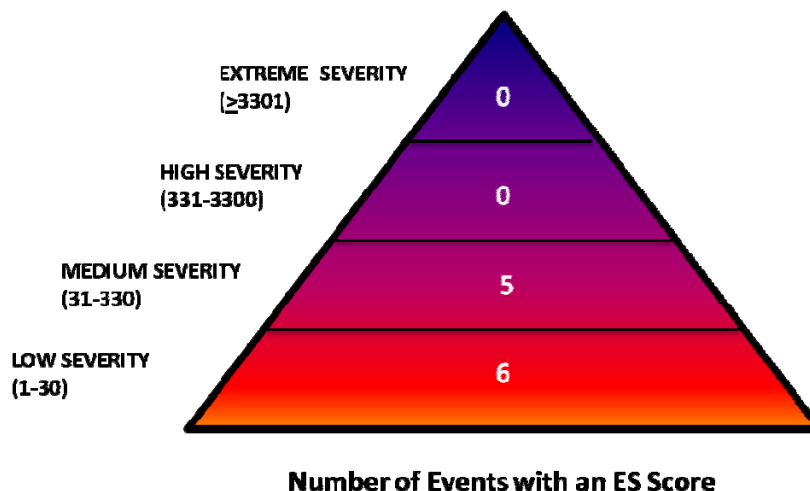 EXTREME SEVERITY
(≥3301)
0
HIGH SEVERITY
(331-3300)
0
MEDIUM SEVERITY
(31-330)
5
LOW SEVERITY
(1-30)
6
Number of Events with an ES Score